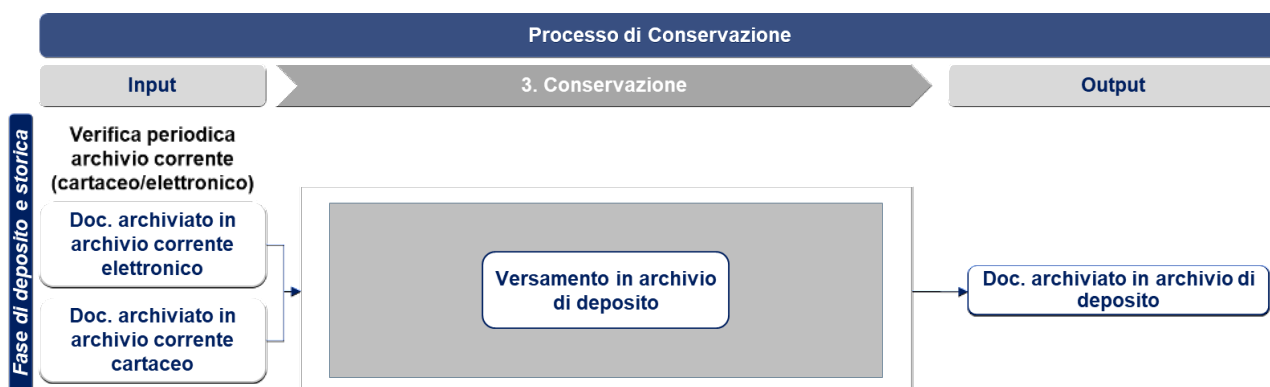 Processo di Conservazione
Input
3. Conservazione
Output
Fase di deposito e storica
Verifica periodica
archivio corrente
(cartaceo/elettronico)
Doc. archiviato in
archivio corrente
elettronico
Doc. archiviato in
archivio corrente
cartaceo
Versamento in archivio
di deposito
Doc. archiviato in archivio di
deposito